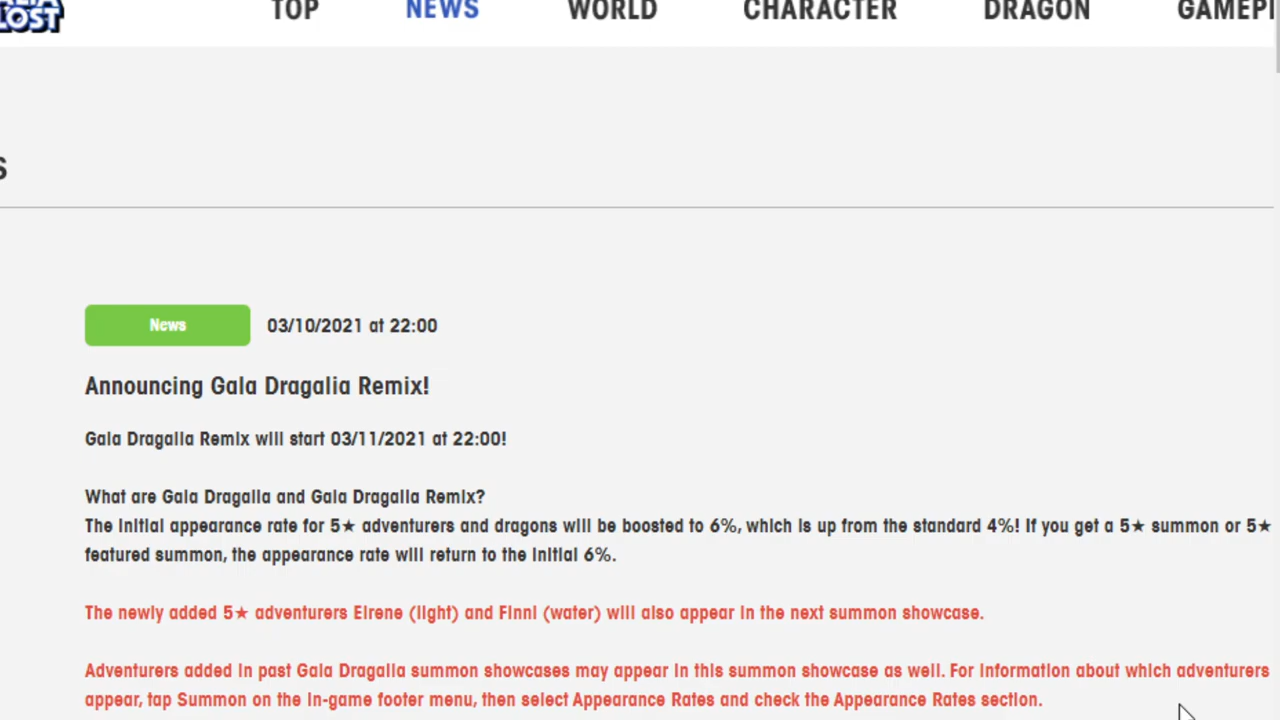 LOST TOP NEWS WORLD CHARACTER DRAGON
S
News 03/10/2021 at 22:00
Announcing Gala Dragalia Remix!
Gala Dragalia Remix will start 03/11/2021 at 22:00!
What are Gala Dragalia and Gala Dragalia Remix?
The initial appearance rate for 5★ adventurers and dragons will be boosted to 6%, which is up from the standard 4%! If you get a 5★ summon or 5★
featured summon, the appearance rate will return to the initial 6%.
The newly added 5★ adventurers Eirene (light) and Finni (water) will also appear in the next summon showcase.
Adventurers added in past Gala Dragalia summon showcases may appear in this summon showcase as well. For information about which adventurers
appear, tap Summon on the in-game footer menu, then select Appearance Rates and check the Appearance Rates section.